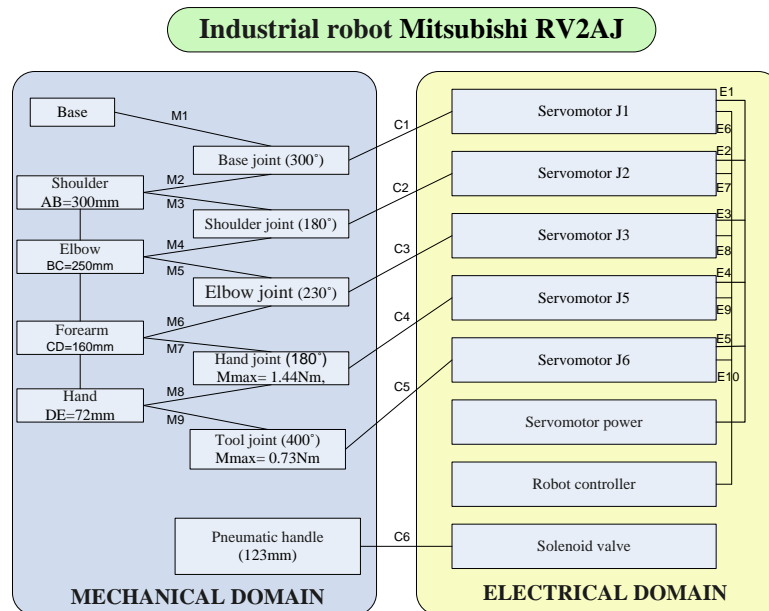 Industrial robot Mitsubishi RV2AJ
Base
M1
Base joint (300°)
Shoulder
AB=300mm
M2
M3
Shoulder joint (180°)
Elbow
BC=250mm
M4
M5
Elbow joint (230°)
Forearm
CD=160mm
M6
M7
Hand joint (180°)
Mmax= 1.44Nm,
Hand
DE=72mm
M8
M9
Tool joint (400°)
Mmax= 0.73Nm
Pneumatic handle
(123mm)
MECHANICAL DOMAIN
C1
C2
C3
C4
C5
C6
Servomotor J1
Servomotor J2
Servomotor J3
Servomotor J5
Servomotor J6
Servomotor power
Robot controller
Solenoid valve
E1
E6
E2
E7
E3
E8
E4
E9
E5
E10
ELECTRICAL DOMAIN